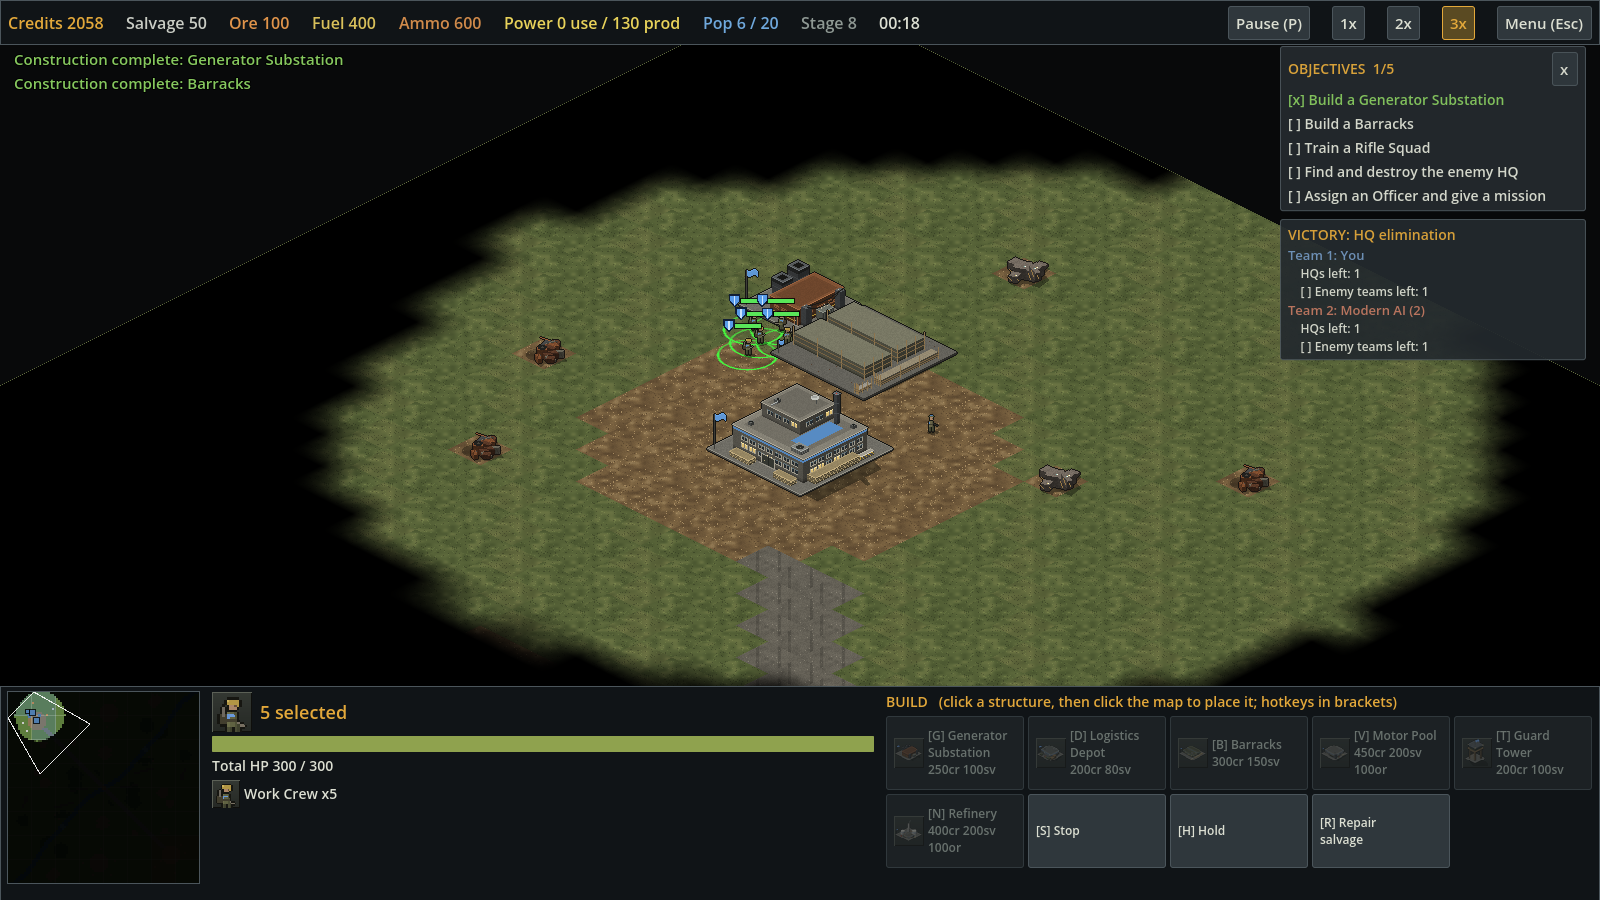 Credits 2058 Salvage 50 Ore 100 Fuel 400 Ammo 600 Power 0 use / 130 prod Pop 6 / 20 Stage 8 00:18 Pause (P) 1x 2x 3x Menu (Esc)
Construction complete: Generator Substation
Construction complete: Barracks
OBJECTIVES 1/5 x
[x] Build a Generator Substation
[ ] Build a Barracks
[ ] Train a Rifle Squad
[ ] Find and destroy the enemy HQ
[ ] Assign an Officer and give a mission
VICTORY: HQ elimination
Team 1: You
HQs left: 1
[ ] Enemy teams left: 1
Team 2: Modern AI (2)
HQs left: 1
[ ] Enemy teams left: 1
5 selected
Total HP 300 / 300
Work Crew x5
BUILD (click a structure, then click the map to place it; hotkeys in brackets)
[G] Generator
Substation
250cr 100sv
[D] Logistics
Depot
200cr 80sv
[B] Barracks
300cr 150sv
[V] Motor Pool
450cr 200sv
100or
[T] Guard
Tower
200cr 100sv
[N] Refinery
400cr 200sv
100or
[S] Stop
[H] Hold
[R] Repair
salvage